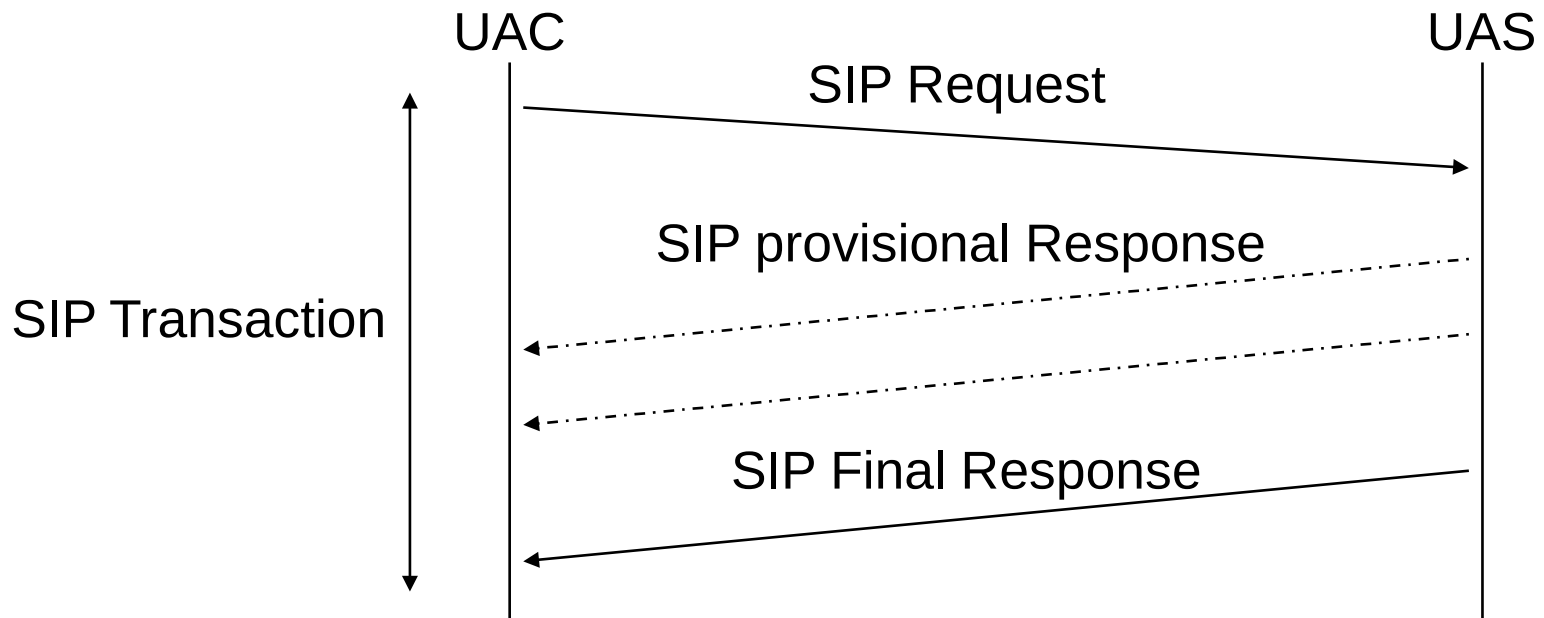 UAC
UAS
SIP Request
SIP provisional Response
SIP Transaction
SIP Final Response